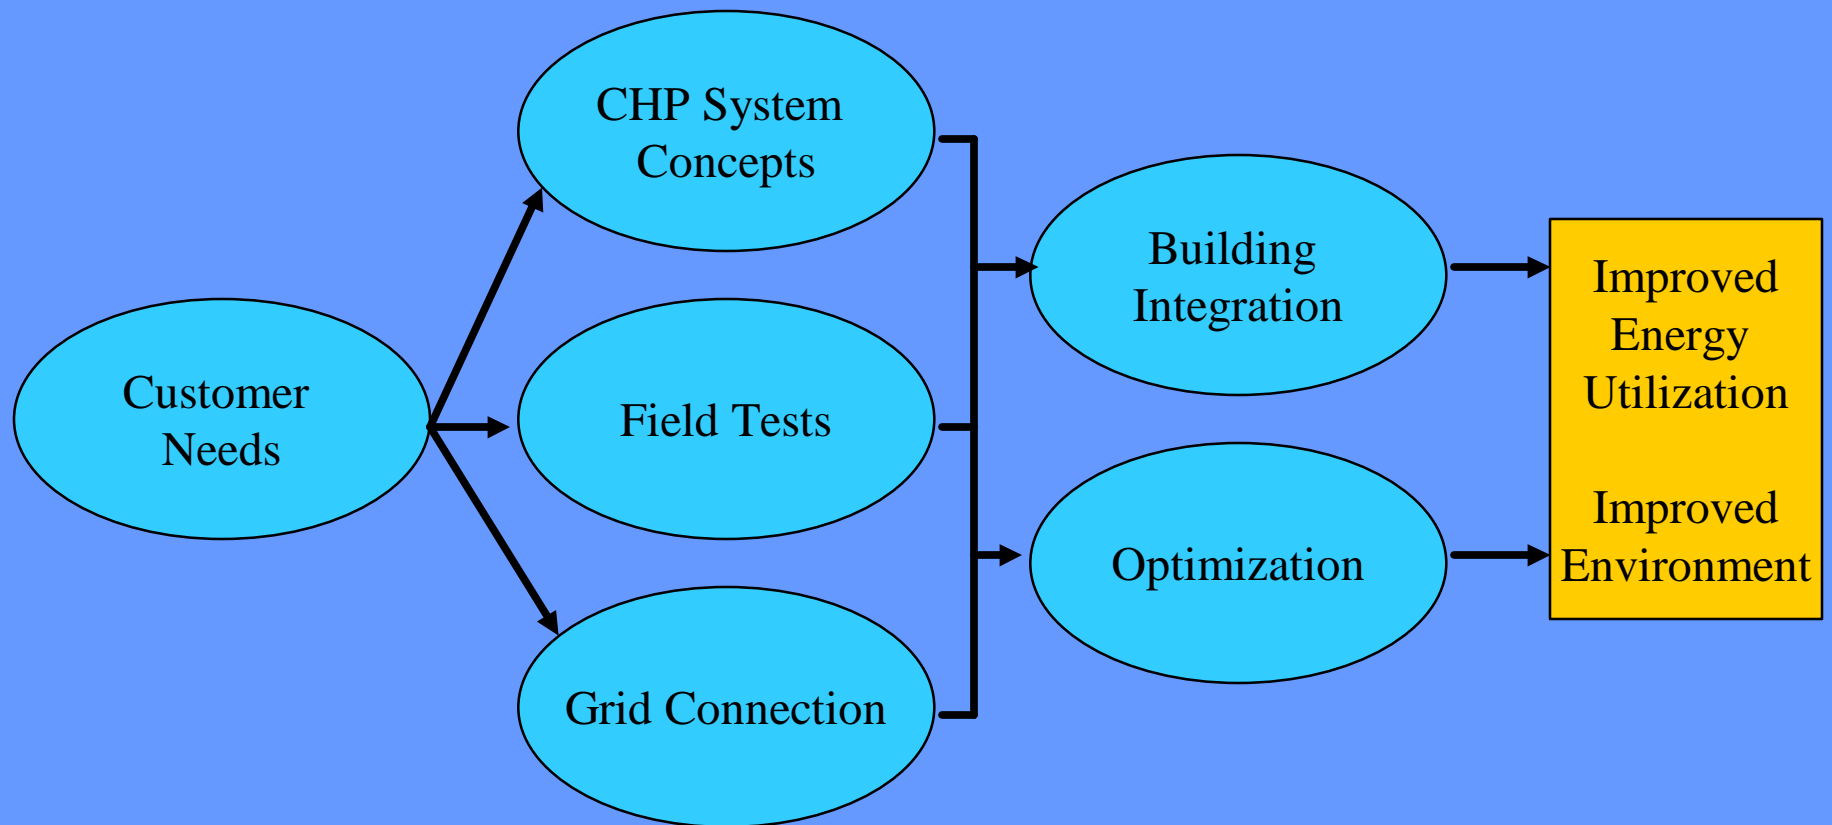 CHP System
Concepts
Building
Integration
Improved
Energy
Utilization
Customer
Needs
Field Tests
Improved
Environment
Optimization
Grid Connection